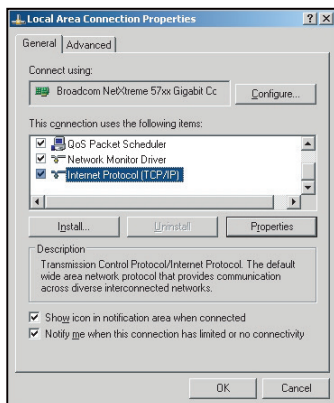 Local Area Connection Properties
General Advanced
Connect using:
Broadcom NetXtreme 57xx Gigabit Cc
Configure...
This connection uses the following items:
QoS Packet Scheduler
Network Monitor Driver
Internet Protocol (TCP/IP)
Install... Uninstall Properties
Description
Transmission Control Protocol/Internet Protocol. The default
wide area network protocol that provides communication
across diverse interconnected networks.
Show icon in notification area when connected
Notify me when this connection has limited or no connectivity
OK Cancel